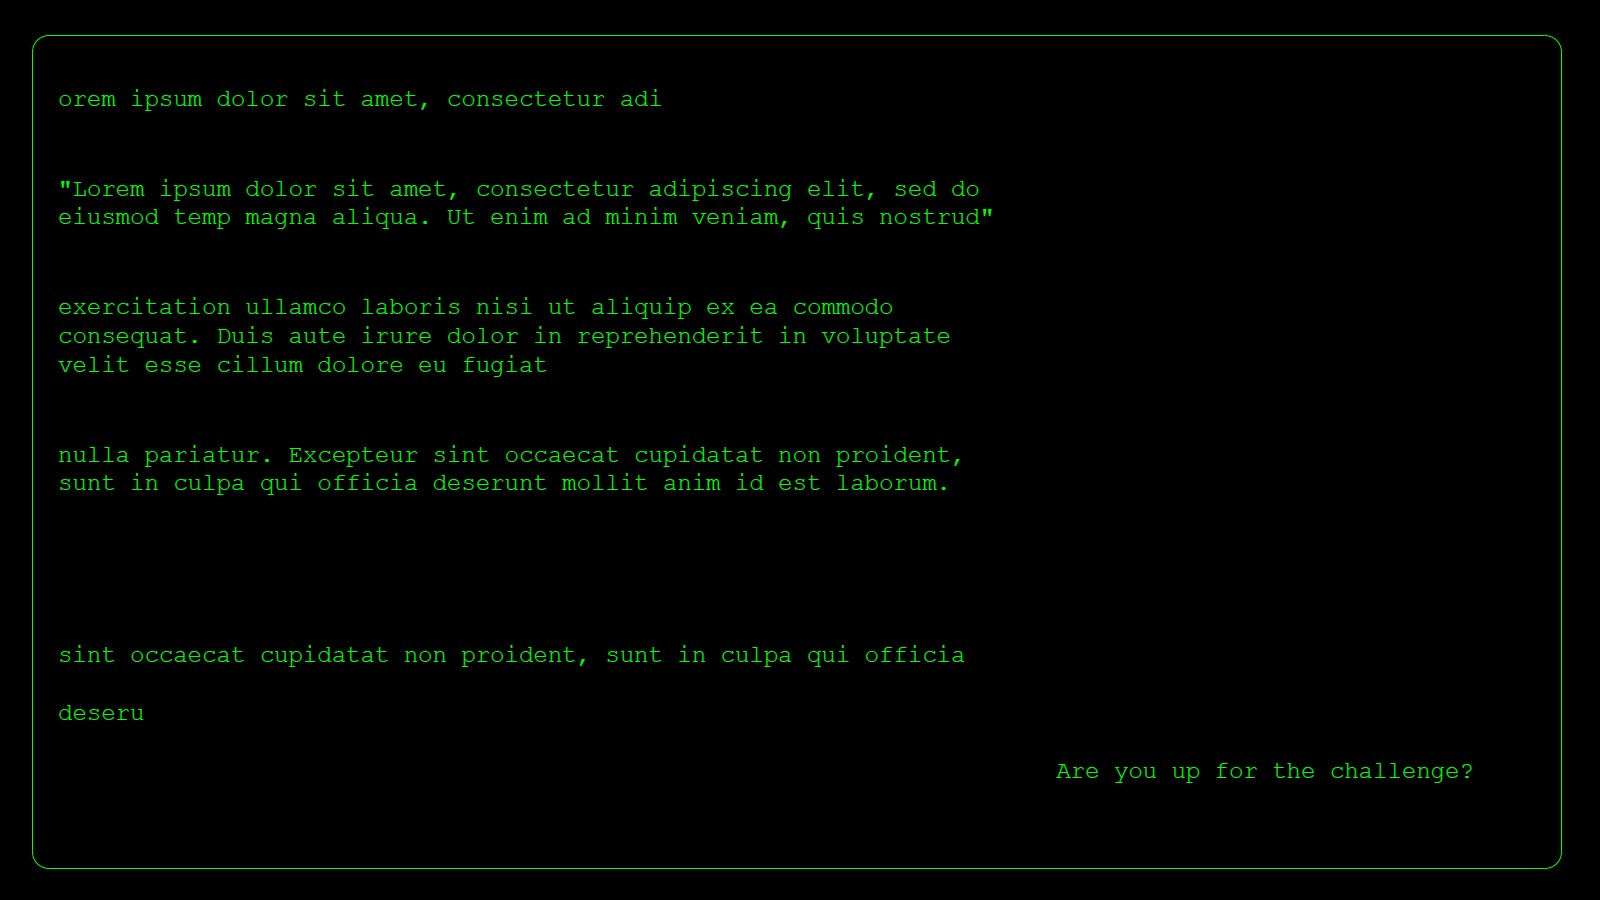 orem ipsum dolor sit amet, consectetur adi
"Lorem ipsum dolor sit amet, consectetur adipiscing elit, sed do
eiusmod temp magna aliqua. Ut enim ad minim veniam, quis nostrud"
exercitation ullamco laboris nisi ut aliquip ex ea commodo
consequat. Duis aute irure dolor in reprehenderit in voluptate
velit esse cillum dolore eu fugiat
nulla pariatur. Excepteur sint occaecat cupidatat non proident,
sunt in culpa qui officia deserunt mollit anim id est laborum.
sint occaecat cupidatat non proident, sunt in culpa qui officia
deseru
Are you up for the challenge?